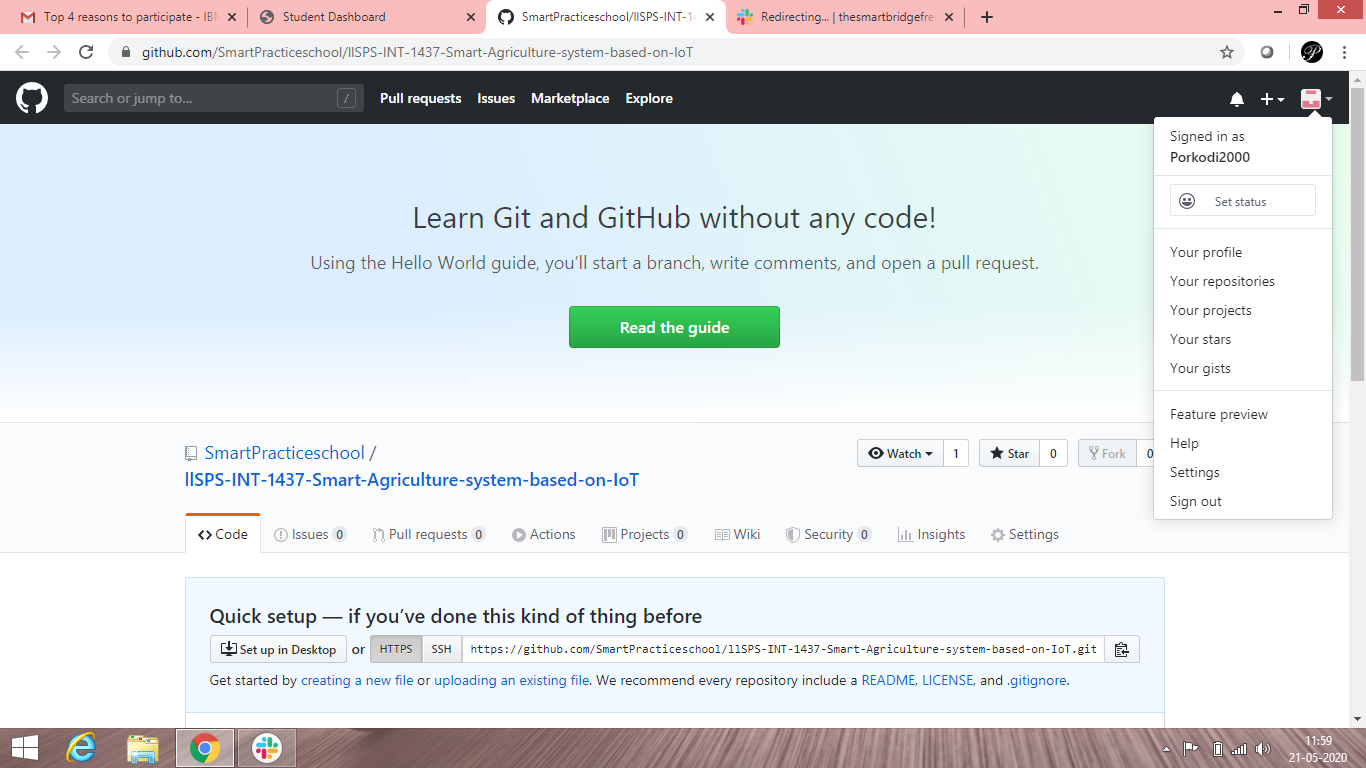 Top 4 reasons to participate - IBM
Student Dashboard
SmartPracticeschool/llSPS-INT-1
Redirecting... | thesmartbridgefre
github.com/SmartPracticeschool/llSPS-INT-1437-Smart-Agriculture-system-based-on-IoT
Search or jump to...
/
Pull requests
Issues
Marketplace
Explore
Signed in as
Porkodi2000
Set status
Your profile
Your repositories
Your projects
Your stars
Your gists
Feature preview
Help
Settings
Sign out
Learn Git and GitHub without any code!
Using the Hello World guide, you’ll start a branch, write comments, and open a pull request.
Read the guide
SmartPracticeschool /
llSPS-INT-1437-Smart-Agriculture-system-based-on-IoT
Watch 1
Star 0
Fork 0
Code
Issues 0
Pull requests 0
Actions
Projects 0
Wiki
Security 0
Insights
Settings
Quick setup — if you’ve done this kind of thing before
Set up in Desktop or HTTPS SSH https://github.com/SmartPracticeschool/llSPS-INT-1437-Smart-Agriculture-system-based-on-IoT.git
Get started by creating a new file or uploading an existing file. We recommend every repository include a README, LICENSE, and .gitignore.
11:59
21-05-2020